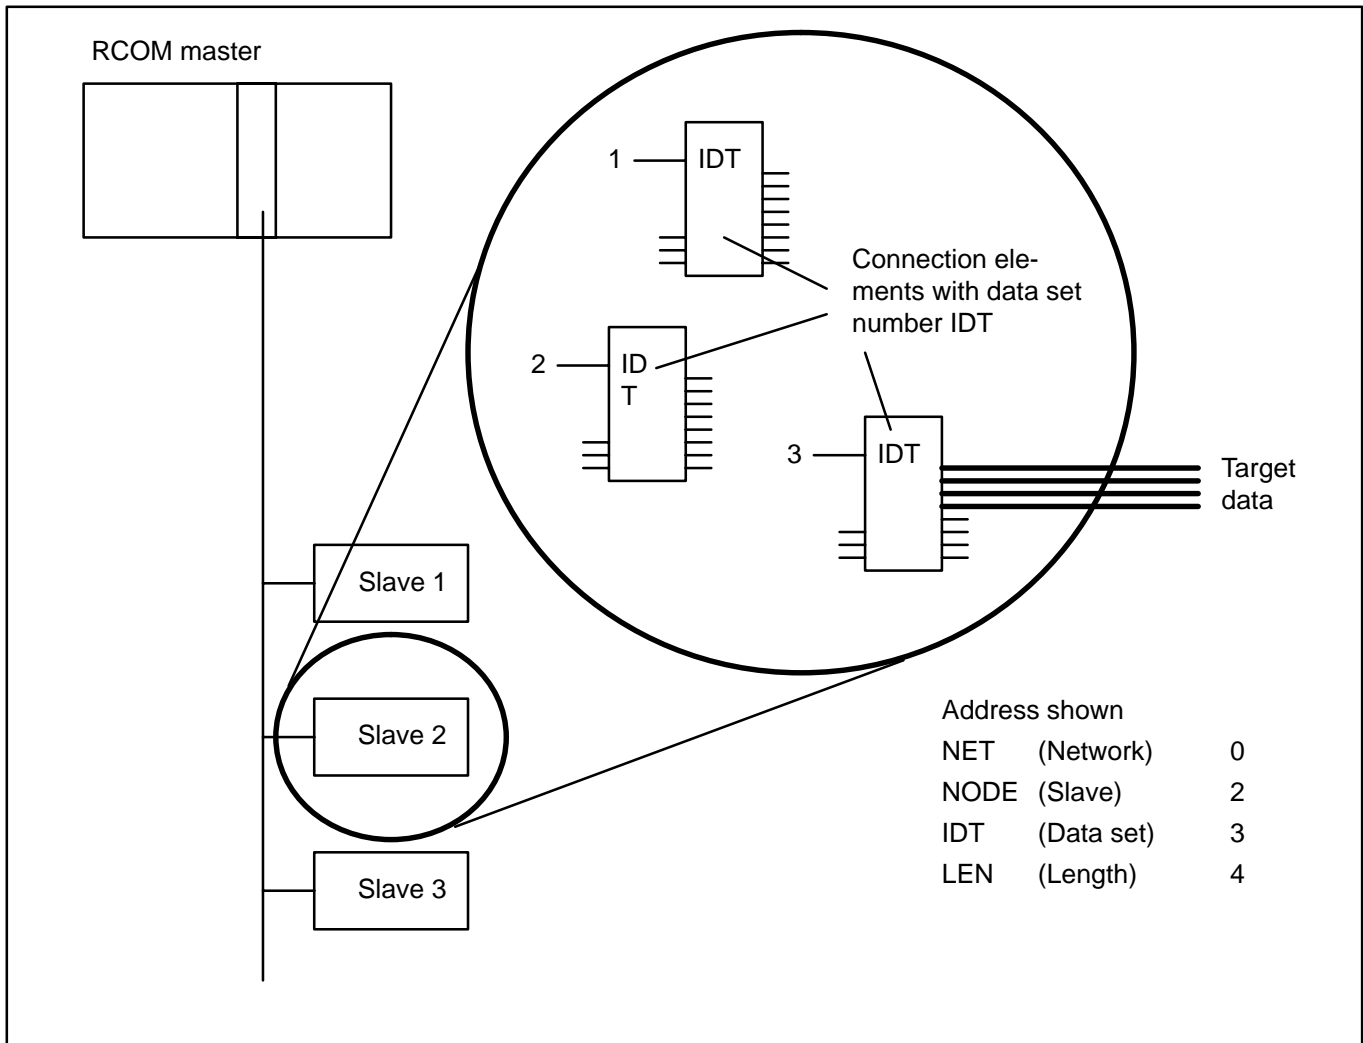 RCOM master
1 IDT
Connection ele-
ments with data set
number IDT
2 ID
T
3 IDT
Target
data
Slave 1
Slave 2
Slave 3
Address shown
NET (Network) 0
NODE (Slave) 2
IDT (Data set) 3
LEN (Length) 4